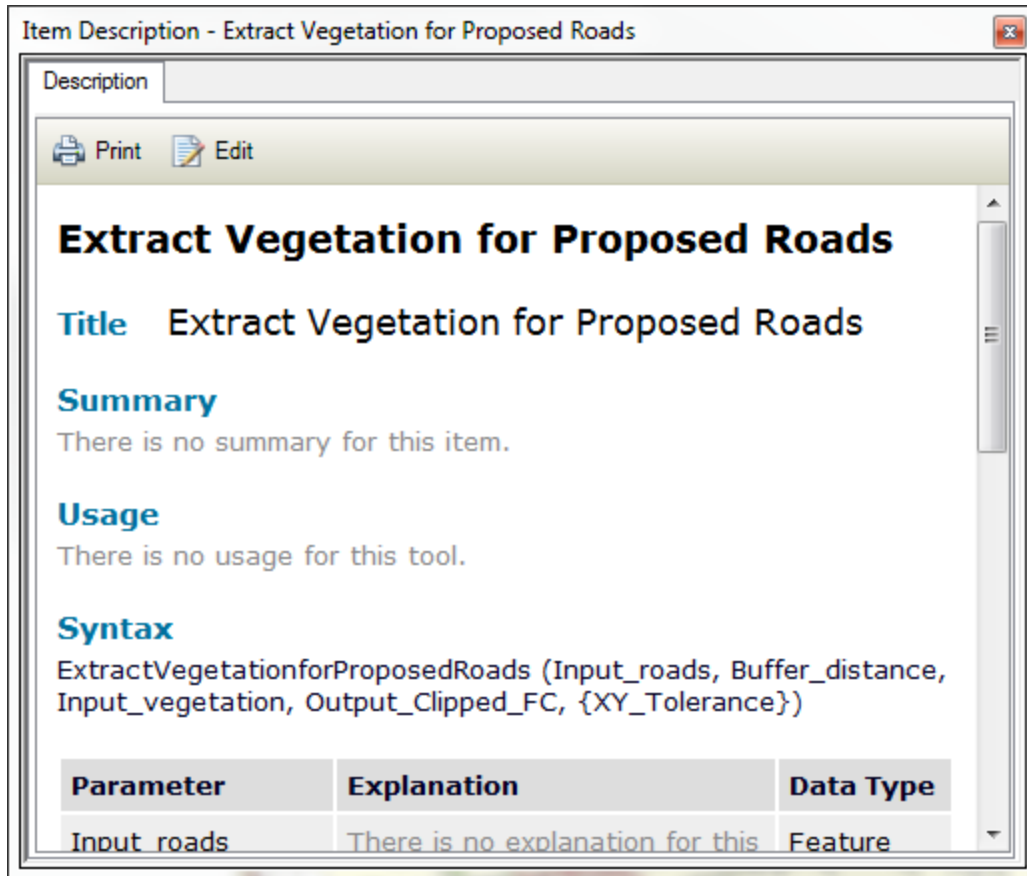 Item Description - Extract Vegetation for Proposed Roads
Description
Print Edit
Extract Vegetation for Proposed Roads
Title Extract Vegetation for Proposed Roads
Summary
There is no summary for this item.
Usage
There is no usage for this tool.
Syntax
ExtractVegetationforProposedRoads (Input_roads, Buffer_distance,
Input_vegetation, Output_Clipped_FC, {XY_Tolerance})
Parameter Explanation Data Type
Input_roads There is no explanation for this Feature